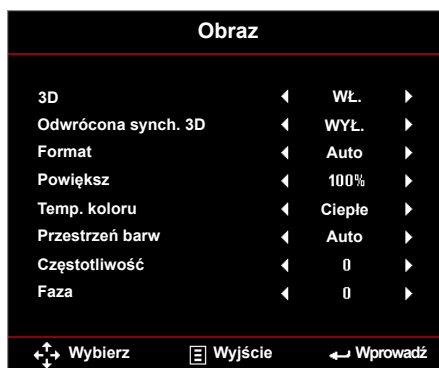 Obraz
3D WŁ.
Odwrócona synch. 3D WYŁ.
Format Auto
Powiększ 100%
Temp. koloru Ciepłe
Przestrzeń barw Auto
Częstotliwość 0
Faza 0
Wybierz Wyjście Wprowadź